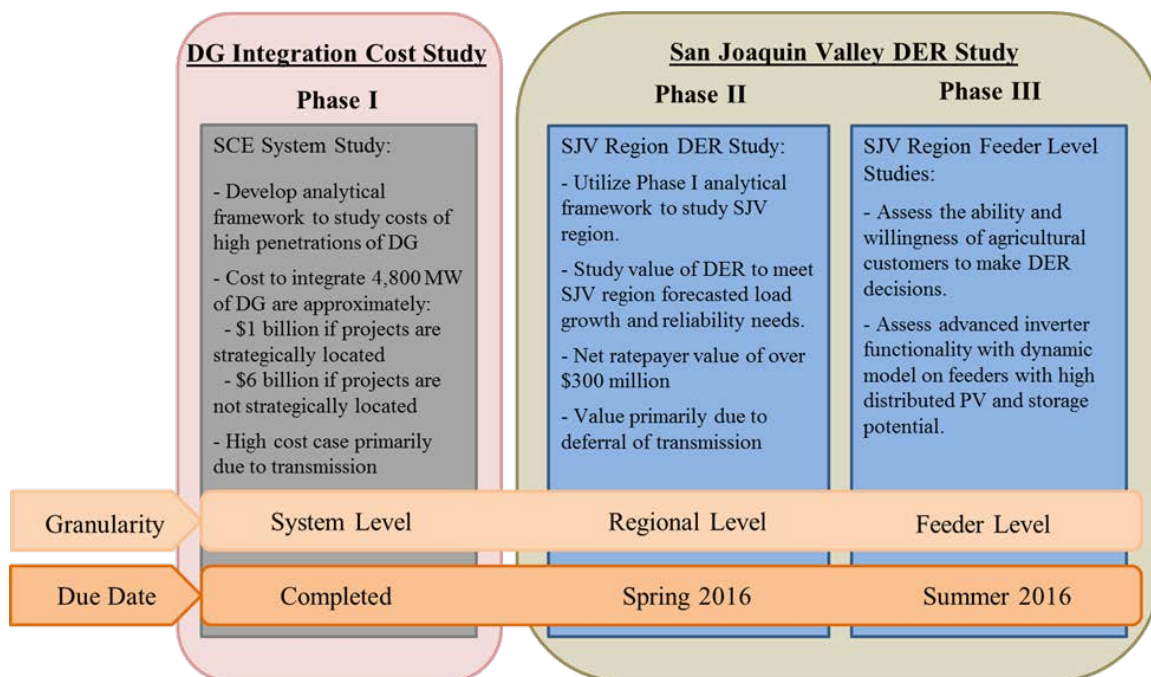 DG Integration Cost Study
Phase I
SCE System Study:
- Develop analytical
framework to study costs of
high penetrations of DG
- Cost to integrate 4,800 MW
of DG are approximately:
- $1 billion if projects are
strategically located
- $6 billion if projects are
not strategically located
- High cost case primarily
due to transmission
San Joaquin Valley DER Study
Phase II
SJV Region DER Study:
- Utilize Phase I analytical
framework to study SJV
region.
- Study value of DER to meet
SJV region forecasted load
growth and reliability needs.
- Net ratepayer value of over
$300 million
- Value primarily due to
deferral of transmission
Phase III
SJV Region Feeder Level
Studies:
- Assess the ability and
willingness of agricultural
customers to make DER
decisions.
- Assess advanced inverter
functionality with dynamic
model on feeders with high
distributed PV and storage
potential.
Granularity
System Level
Regional Level
Feeder Level
Due Date
Completed
Spring 2016
Summer 2016